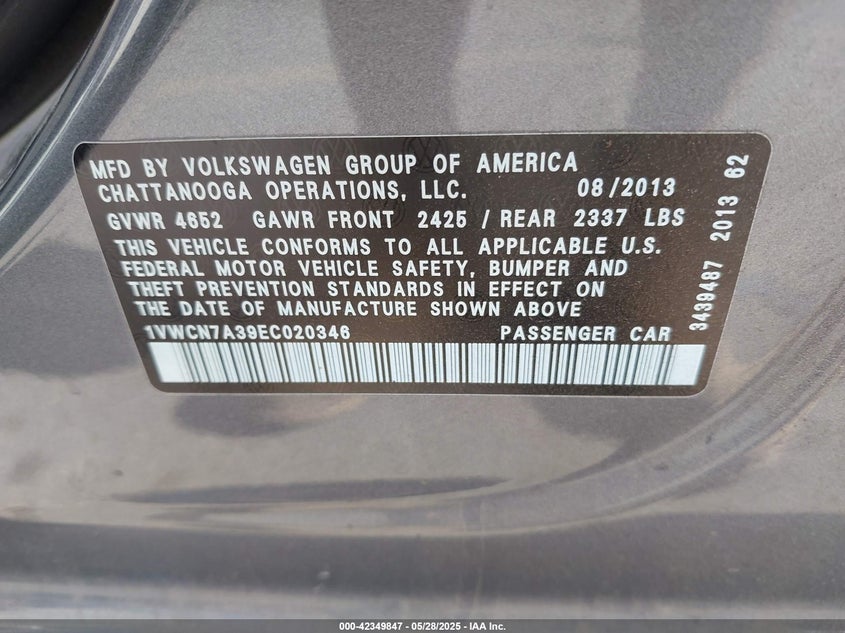 MFD BY VOLKSWAGEN GROUP OF AMERICA
CHATTANOOGA OPERATIONS, LLC. 08/2013
GVWR 4652 GAWR FRONT 2425 / REAR 2337 LBS
THIS VEHICLE CONFORMS TO ALL APPLICABLE U.S.
FEDERAL MOTOR VEHICLE SAFETY, BUMPER AND
THEFT PREVENTION STANDARDS IN EFFECT ON
THE DATE OF MANUFACTURE SHOWN ABOVE
1VWCN7A39EC020346 PASSENGER CAR
3439487 2013 62
000-42349847 — 05/28/2025 — IAA Inc.